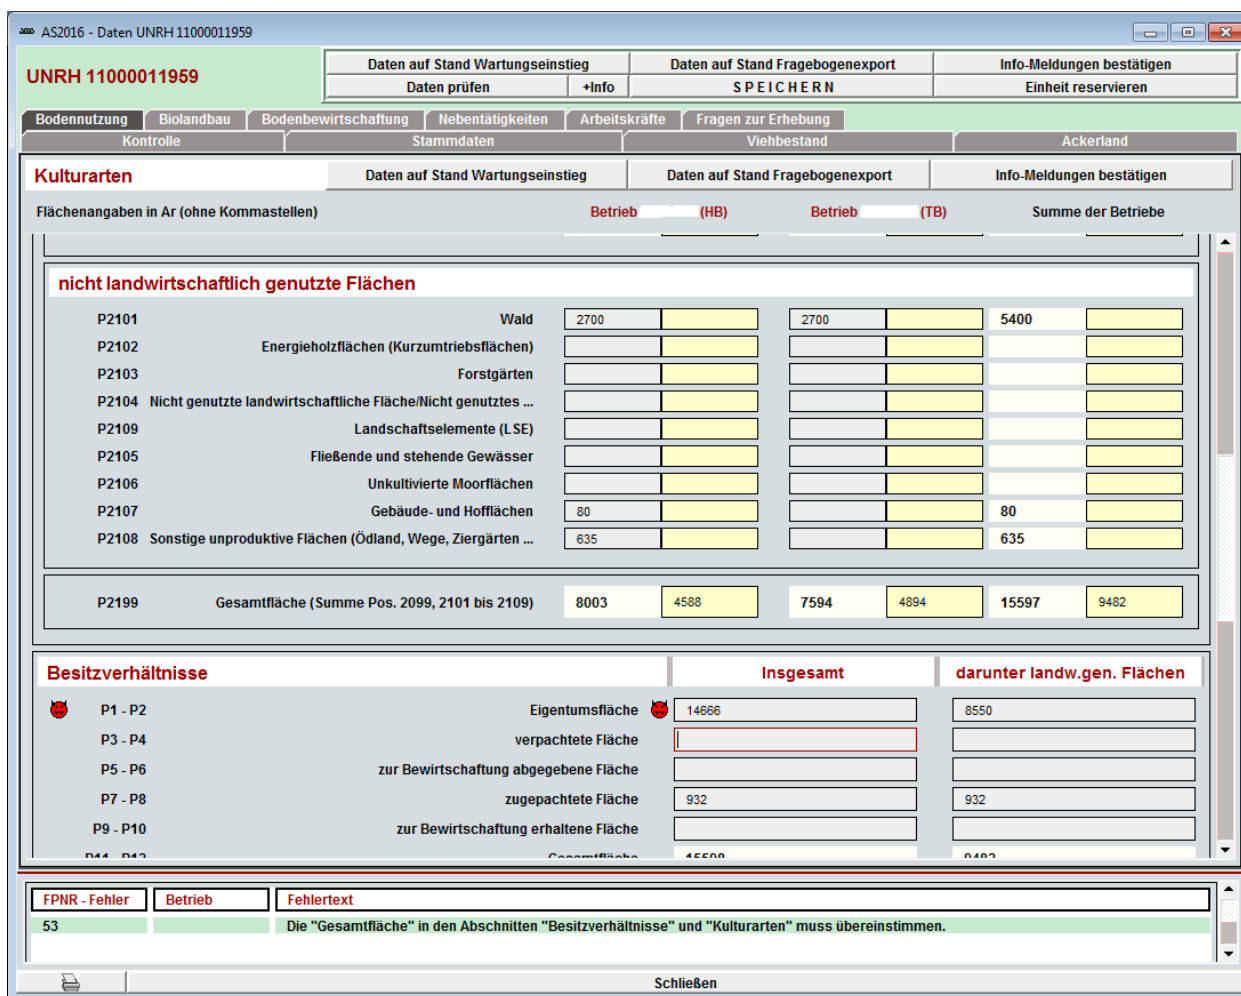 AS2016 - Daten UNRH 11000011959
UNRH 11000011959
Daten auf Stand Wartungseinstieg Daten auf Stand Fragebogenexport Info-Meldungen bestätigen
Daten prüfen +Info S P E I C H E R N Einheit reservieren
Bodennutzung Biolandbau Bodenbewirtschaftung Nebentätigkeiten Arbeitskräfte Fragen zur Erhebung
Kontrolle Stammdaten Viehbestand Ackerland
Kulturarten Daten auf Stand Wartungseinstieg Daten auf Stand Fragebogenexport Info-Meldungen bestätigen
Flächenangaben in Ar (ohne Kommastellen) Betrieb (HB) Betrieb (TB) Summe der Betriebe
nicht landwirtschaftlich genutzte Flächen
P2101 Wald 2700 2700 5400
P2102 Energieholzflächen (Kurzumtriebsflächen)
P2103 Forstgärten
P2104 Nicht genutzte landwirtschaftliche Fläche/Nicht genutztes ...
P2109 Landschaftselemente (LSE)
P2105 Fließende und stehende Gewässer
P2106 Unkultivierte Moorflächen
P2107 Gebäude- und Hofflächen 80 80
P2108 Sonstige unproduktive Flächen (Ödland, Wege, Ziergärten ... 635 635
P2199 Gesamtfläche (Summe Pos. 2099, 2101 bis 2109) 8003 4588 7594 4894 15597 9482
Besitzverhältnisse Insgesamt darunter landw.gen. Flächen
P1 - P2 Eigentumsfläche 14666 8550
P3 - P4 verpachtete Fläche
P5 - P6 zur Bewirtschaftung abgegebene Fläche
P7 - P8 zugepachtete Fläche 932 932
P9 - P10 zur Bewirtschaftung erhaltene Fläche
P11 - P12 Gesamtfläche 15598 9482
FPNR - Fehler Betrieb Fehlertext
53 Die "Gesamtfläche" in den Abschnitten "Besitzverhältnisse" und "Kulturarten" muss übereinstimmen.
Schließen